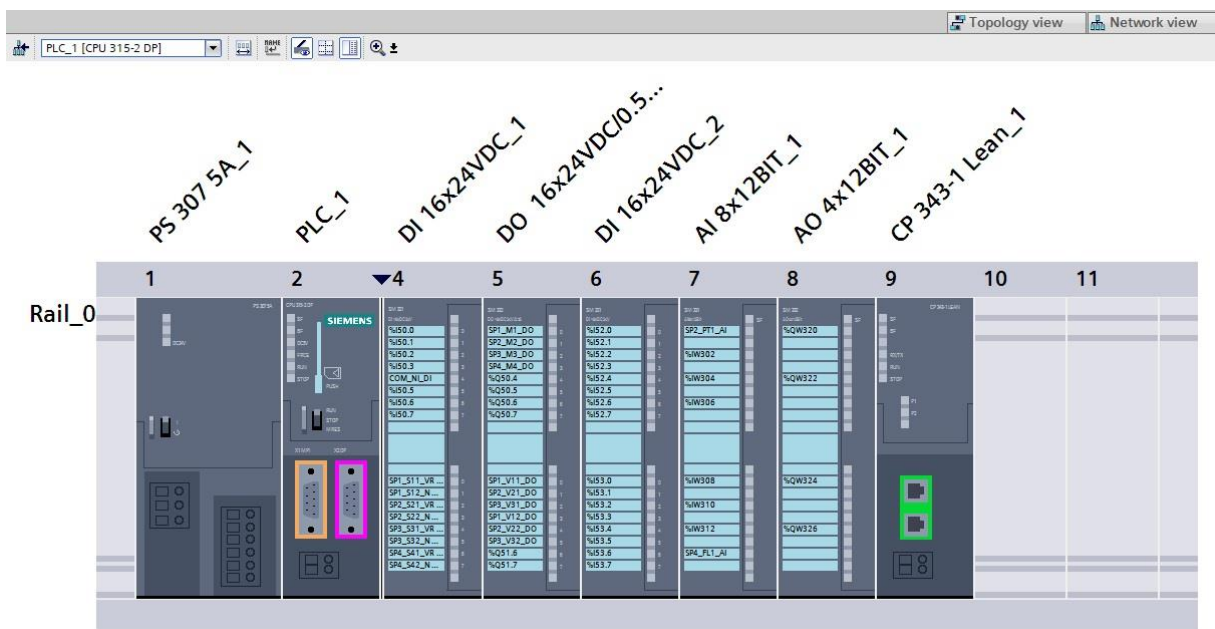 Topology view
Network view
PLC_1 [CPU 315-2 DP]
PS 307 5A_1
PLC_1
DI 16x24VDC_1
DO 16x24VDC/0.5...
DI 16x24VDC_2
AI 8x12BIT_1
AO 4x12BIT_1
CP 343-1 Lean_1
1
2
4
5
6
7
8
9
10
11
Rail_0
SIEMENS
%I50.0
%I50.1
%I50.2
%I50.3
COM_NI_DI
%I50.5
%I50.6
%I50.7
SP1_S11_VR ...
SP1_S12_N ...
SP2_S21_VR ...
SP2_S22_N ...
SP3_S31_VR ...
SP3_S32_N ...
SP4_S41_VR ...
SP4_S42_N ...
SP1_M1_DO
SP2_M2_DO
SP3_M3_DO
SP4_M4_DO
%Q50.4
%Q50.5
%Q50.6
%Q50.7
SP1_V11_DO
SP2_V21_DO
SP3_V31_DO
SP1_V12_DO
SP2_V22_DO
SP3_V32_DO
%Q51.6
%Q51.7
%I52.0
%I52.1
%I52.2
%I52.3
%I52.4
%I52.5
%I52.6
%I52.7
%I53.0
%I53.1
%I53.2
%I53.3
%I53.4
%I53.5
%I53.6
%I53.7
SP2_PT1_AI
%IW302
%IW304
%IW306
%IW308
%IW310
%IW312
SP4_FL1_AI
%QW320
%QW322
%QW324
%QW326